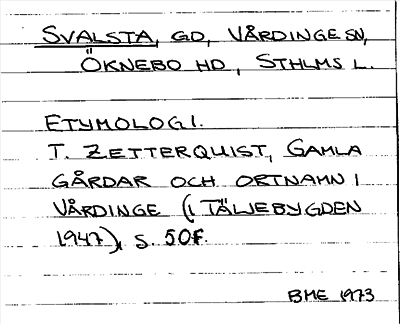 SVALSTA, GD, VÅRDINGE SN,
ÖKNEBO HD, STHLMS L.
ETYMOLOGI.
T. ZETTERQUIST, GAMLA
GÅRDAR OCH ORTNAMN I
VÅRDINGE (I TÄLJEBYGDEN
1947), S. 50f.
BME 1973